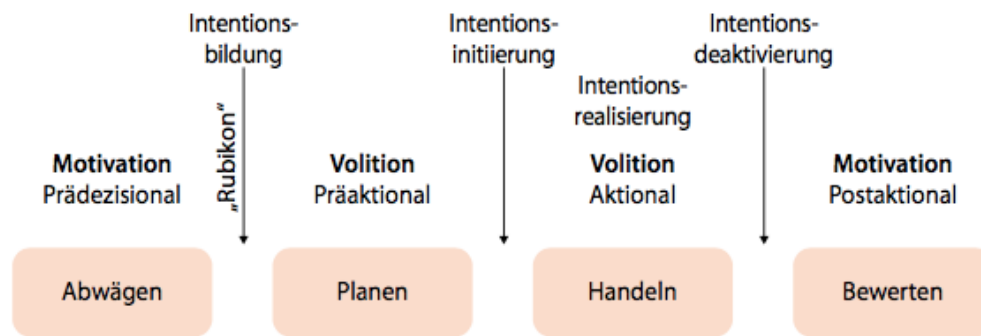 Intentions-
bildung
Intentions-
initiierung
Intentions-
deaktivierung
Intentions-
realisierung
„Rubikon“
Motivation
Prädezisional
Volition
Präaktional
Volition
Aktional
Motivation
Postaktional
Abwägen
Planen
Handeln
Bewerten